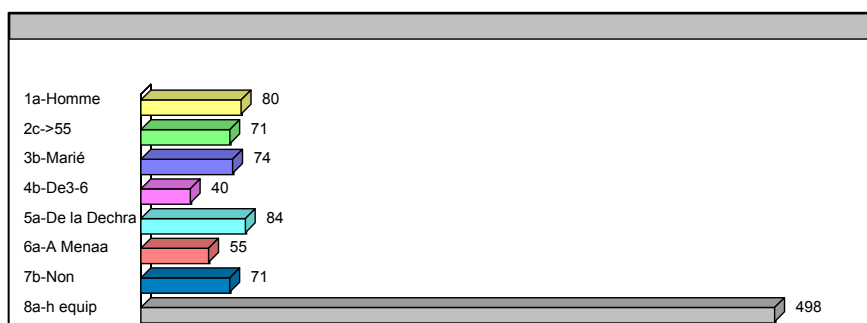 1a-Homme 80
2c->55 71
3b-Marié 74
4b-De3-6 40
5a-De la Dechra 84
6a-A Menaa 55
7b-Non 71
8a-h equip 498